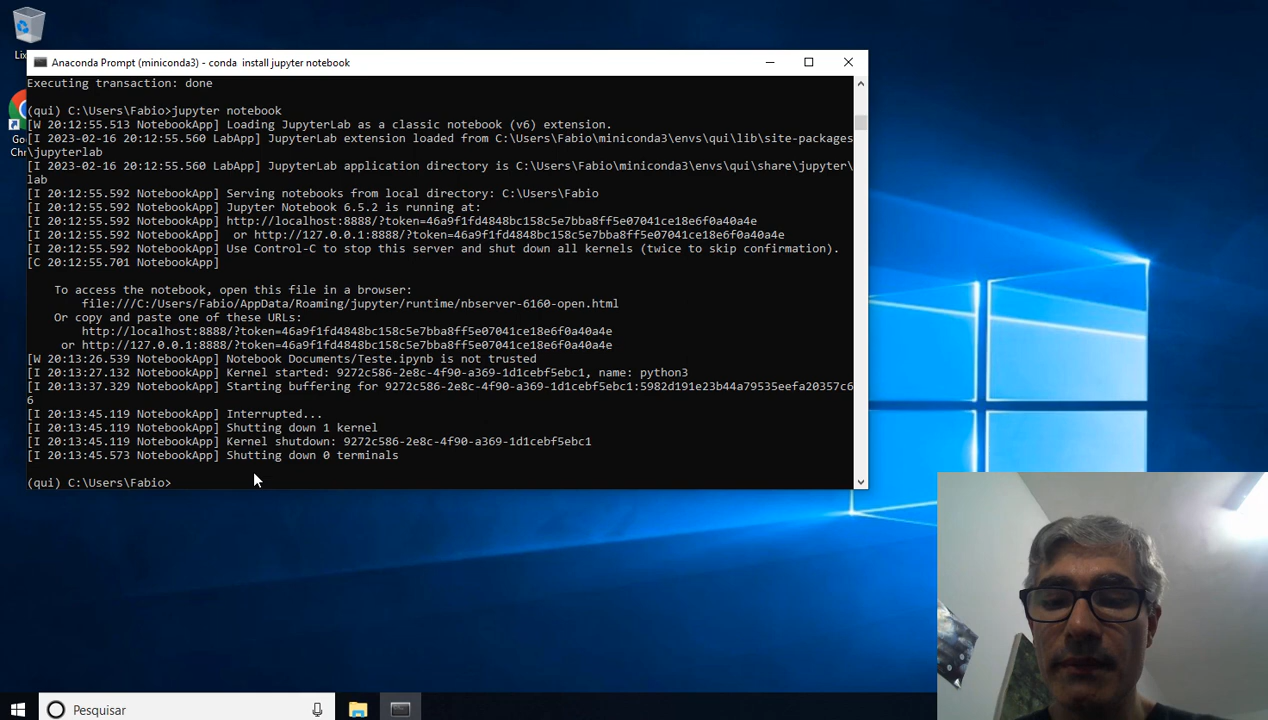 Lix
Go
Chr
Anaconda Prompt (miniconda3) - conda  install jupyter notebook
Executing transaction: done
(qui) C:\Users\Fabio>jupyter notebook
[W 20:12:55.513 NotebookApp] Loading JupyterLab as a classic notebook (v6) extension.
[I 2023-02-16 20:12:55.560 LabApp] JupyterLab extension loaded from C:\Users\Fabio\miniconda3\envs\qui\lib\site-packages
\jupyterlab
[I 2023-02-16 20:12:55.560 LabApp] JupyterLab application directory is C:\Users\Fabio\miniconda3\envs\qui\share\jupyter\
lab
[I 20:12:55.592 NotebookApp] Serving notebooks from local directory: C:\Users\Fabio
[I 20:12:55.592 NotebookApp] Jupyter Notebook 6.5.2 is running at:
[I 20:12:55.592 NotebookApp] http://localhost:8888/?token=46a9f1fd4848bc158c5e7bba8ff5e07041ce18e6f0a40a4e
[I 20:12:55.592 NotebookApp]  or http://127.0.0.1:8888/?token=46a9f1fd4848bc158c5e7bba8ff5e07041ce18e6f0a40a4e
[I 20:12:55.592 NotebookApp] Use Control-C to stop this server and shut down all kernels (twice to skip confirmation).
[C 20:12:55.701 NotebookApp]
To access the notebook, open this file in a browser:
file:///C:/Users/Fabio/AppData/Roaming/jupyter/runtime/nbserver-6160-open.html
Or copy and paste one of these URLs:
http://localhost:8888/?token=46a9f1fd4848bc158c5e7bba8ff5e07041ce18e6f0a40a4e
or http://127.0.0.1:8888/?token=46a9f1fd4848bc158c5e7bba8ff5e07041ce18e6f0a40a4e
[W 20:13:26.539 NotebookApp] Notebook Documents/Teste.ipynb is not trusted
[I 20:13:27.132 NotebookApp] Kernel started: 9272c586-2e8c-4f90-a369-1d1cebf5ebc1, name: python3
[I 20:13:37.329 NotebookApp] Starting buffering for 9272c586-2e8c-4f90-a369-1d1cebf5ebc1:5982d191e23b44a79535eefa20357c6
6
[I 20:13:45.119 NotebookApp] Interrupted...
[I 20:13:45.119 NotebookApp] Shutting down 1 kernel
[I 20:13:45.119 NotebookApp] Kernel shutdown: 9272c586-2e8c-4f90-a369-1d1cebf5ebc1
[I 20:13:45.573 NotebookApp] Shutting down 0 terminals
(qui) C:\Users\Fabio>
Pesquisar